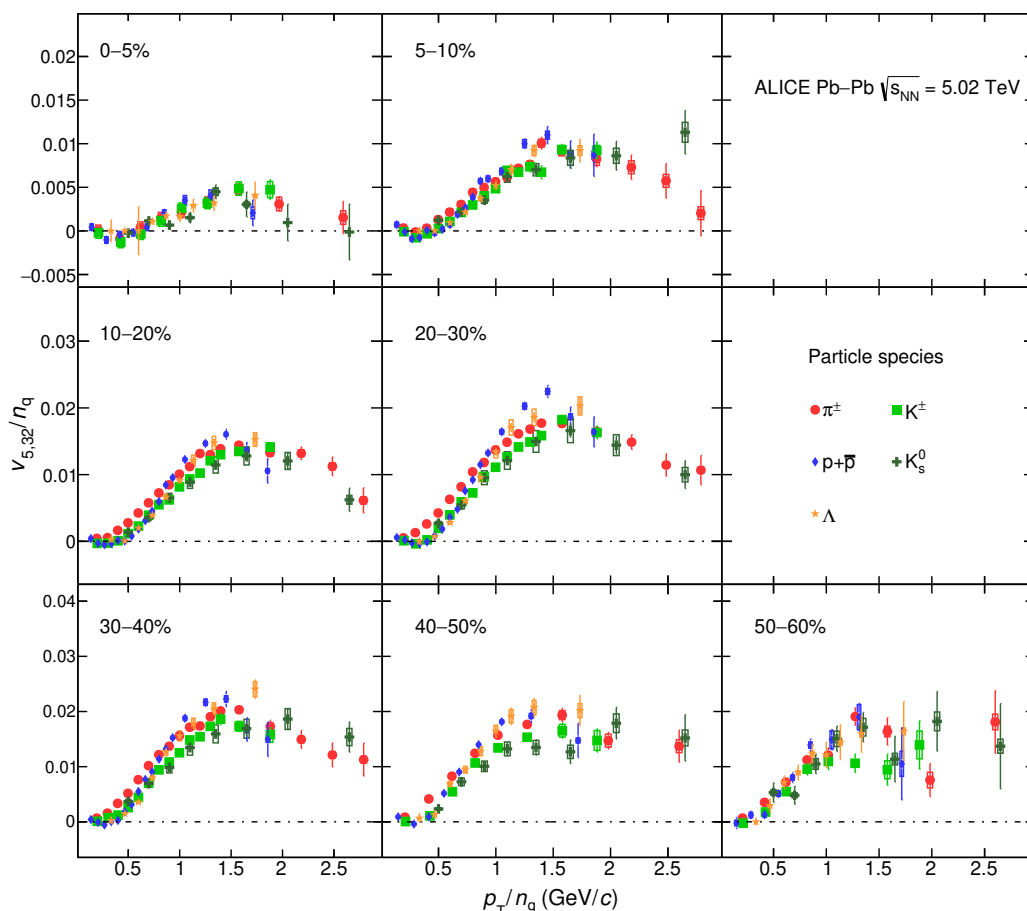 0−5%
5−10%
ALICE Pb−Pb √s_NN = 5.02 TeV
0.02
0.015
0.01
0.005
0
−0.005
10−20%
20−30%
0.03
0.02
0.01
0
Particle species
π±
K±
p+p̅
K⁰s
Λ
v5,32/nq
30−40%
40−50%
50−60%
0.04
0.03
0.02
0.01
0
0.5 1 1.5 2 2.5
0.5 1 1.5 2 2.5
0.5 1 1.5 2 2.5
pT/nq (GeV/c)